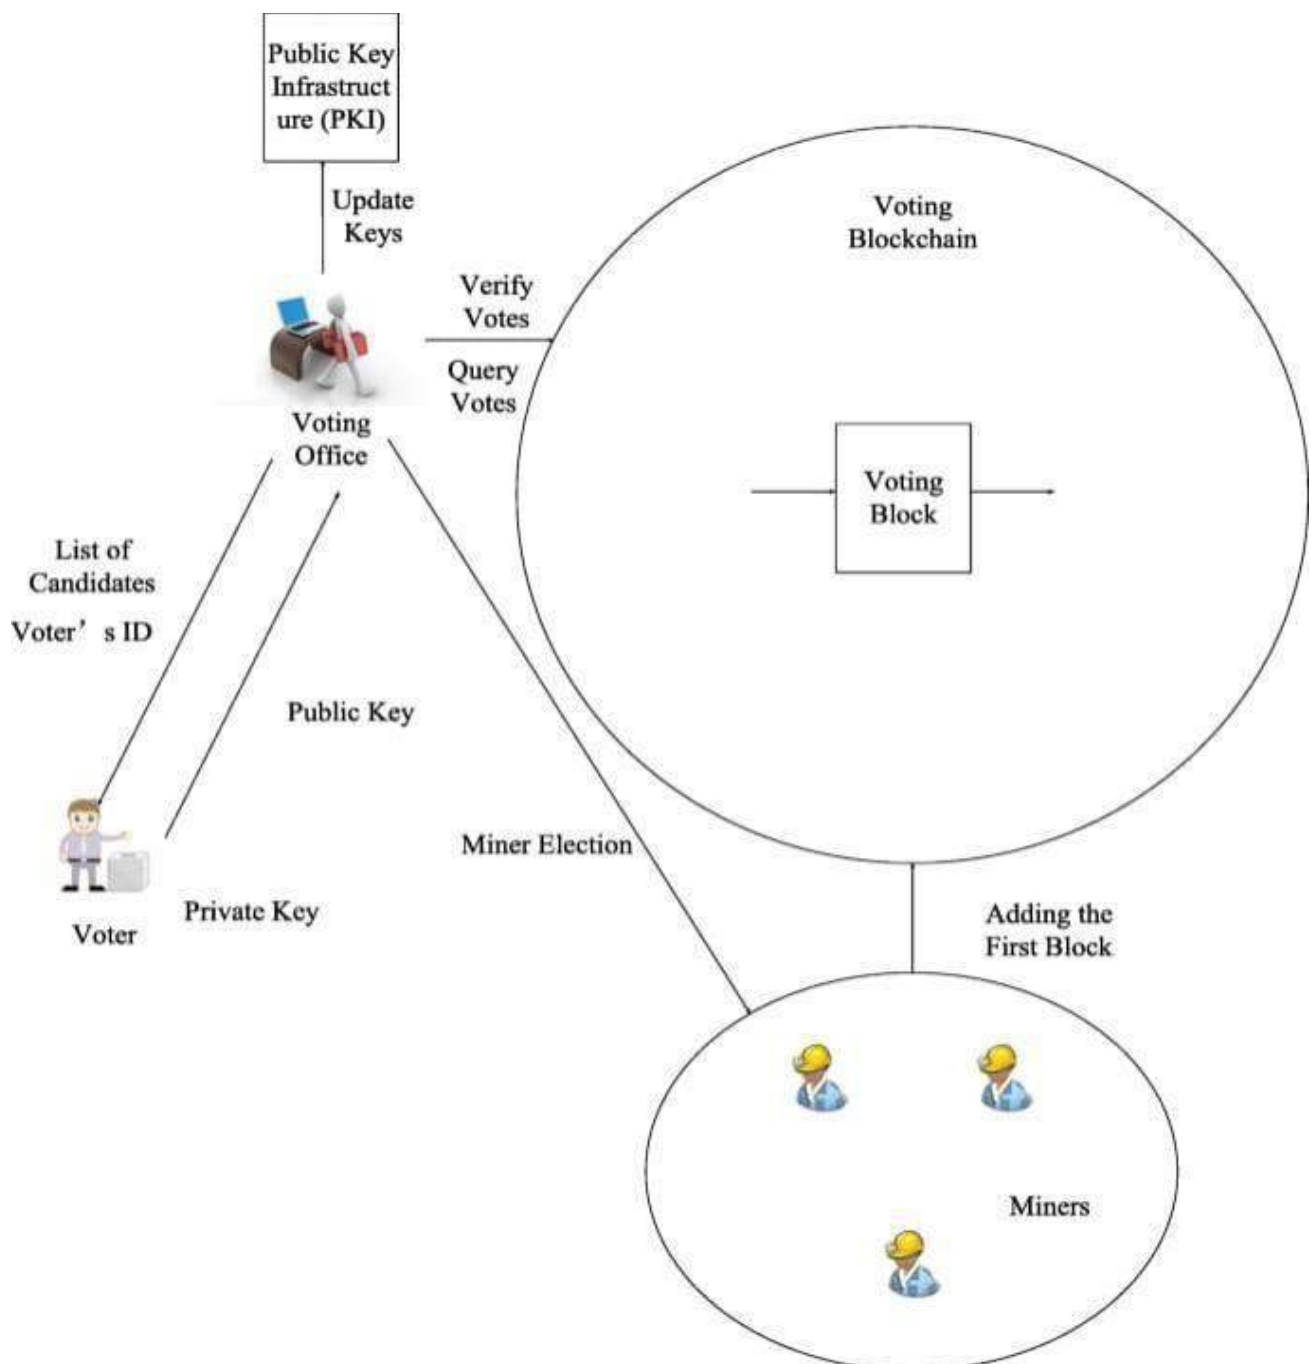 Public Key
Infrastruct
ure (PKI)
Update
Keys
Voting
Blockchain
Verify
Votes
Query
Votes
Voting
Office
Voting
Block
List of
Candidates
Voter’s ID
Public Key
Miner Election
Private Key
Voter
Adding the
First Block
Miners